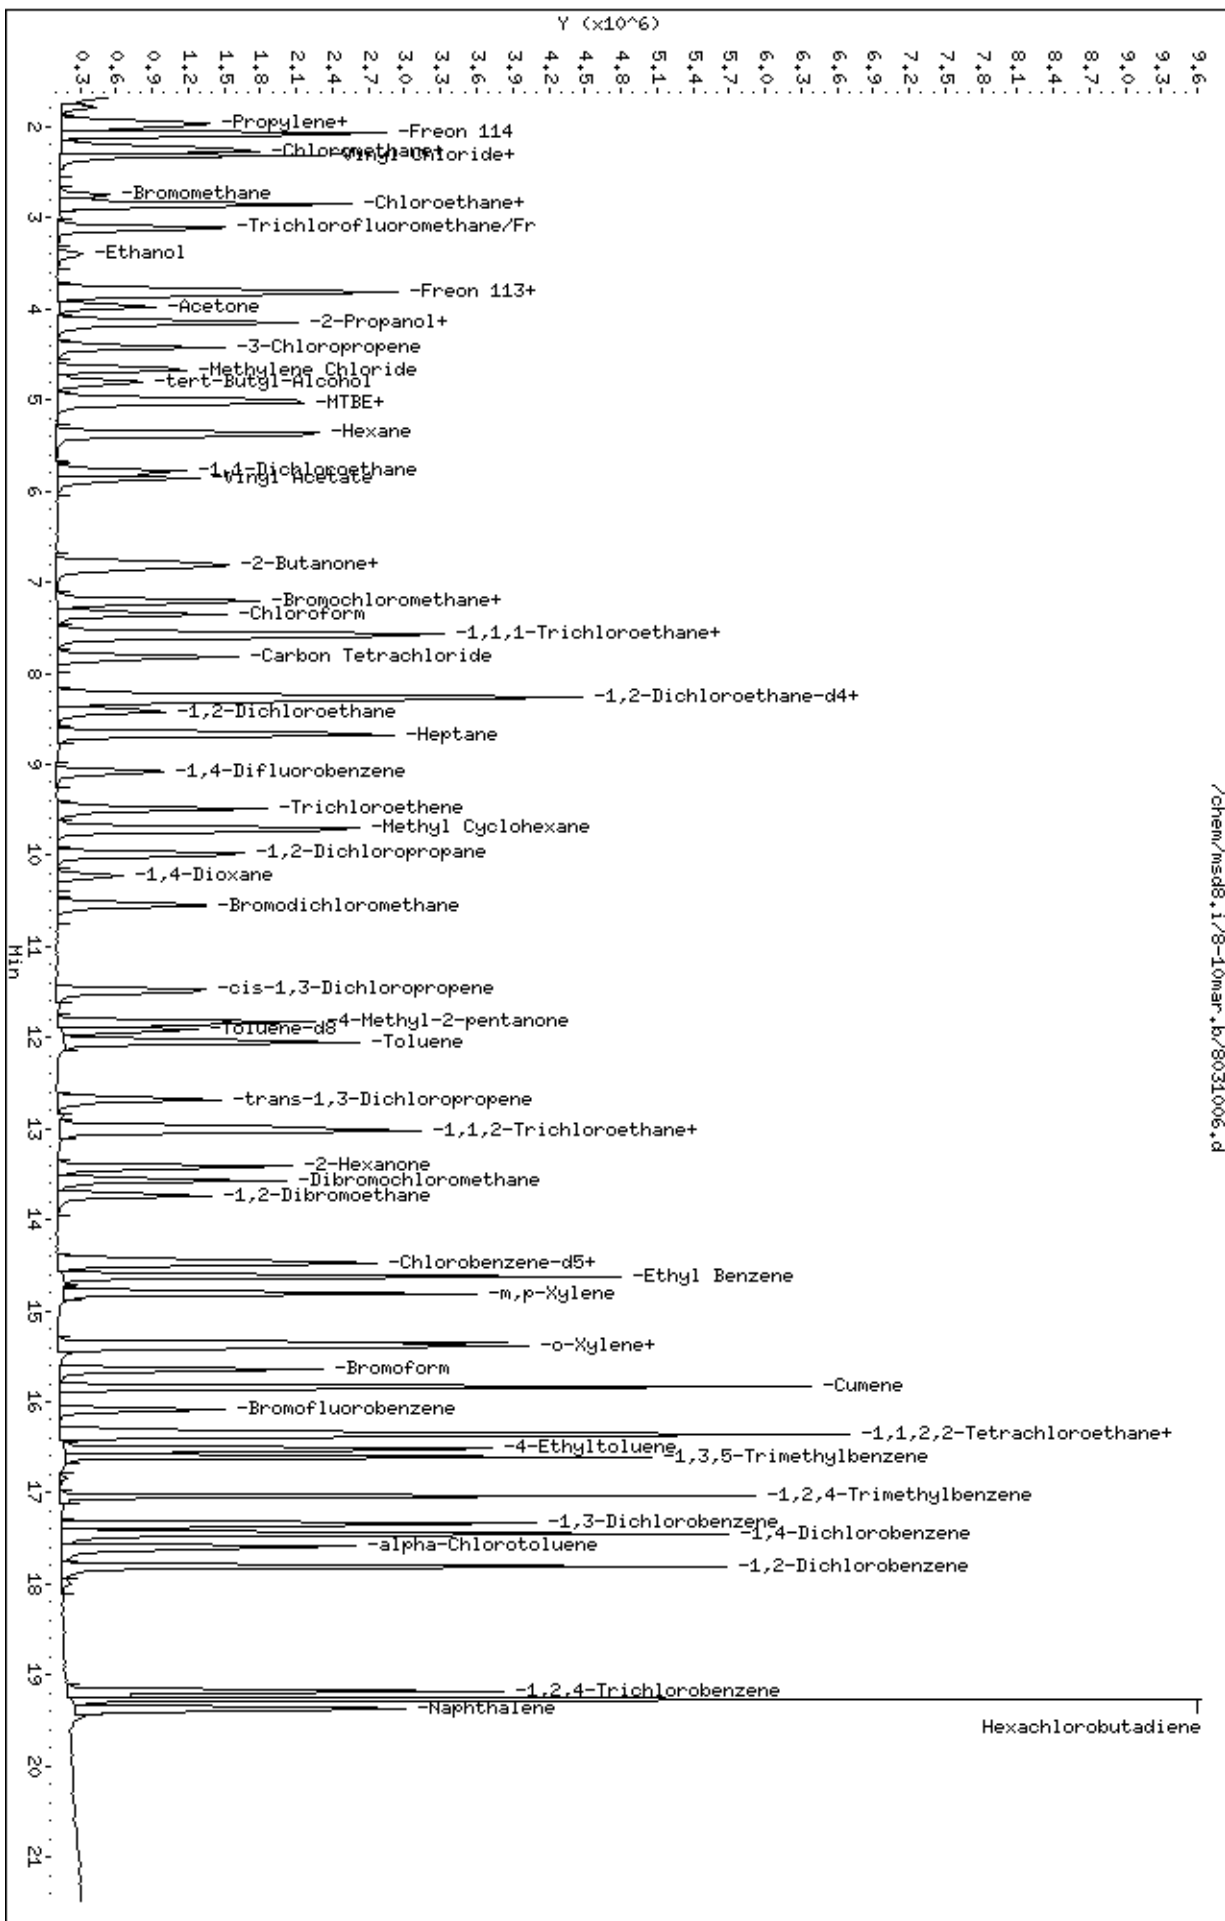 Y (x10^6)
0.3
0.6
0.9
1.2
1.5
1.8
2.1
2.4
2.7
3.0
3.3
3.6
3.9
4.2
4.5
4.8
5.1
5.4
5.7
6.0
6.3
6.6
6.9
7.2
7.5
7.8
8.1
8.4
8.7
9.0
9.3
9.6
/chem/msd8.i/8-10mar.b/8031006.d
-Propylene+
-Freon 114
-Chloromethane+
-Vinyl Chloride+
-Bromomethane
-Chloroethane+
-Trichlorofluoromethane/Fr
-Ethanol
-Freon 113+
-Acetone
-2-Propanol+
-3-Chloropropene
-Methylene Chloride
-tert-Butyl-Alcohol
-MTBE+
-Hexane
-1,1-Dichloroethane
-Vinyl Acetate
-2-Butanone+
-Bromochloromethane+
-Chloroform
-1,1,1-Trichloroethane+
-Carbon Tetrachloride
-1,2-Dichloroethane-d4+
-1,2-Dichloroethane
-Heptane
-1,4-Difluorobenzene
-Trichloroethene
-Methyl Cyclohexane
-1,2-Dichloropropane
-1,4-Dioxane
-Bromodichloromethane
-cis-1,3-Dichloropropene
-4-Methyl-2-pentanone
-Toluene-d8
-Toluene
-trans-1,3-Dichloropropene
-1,1,2-Trichloroethane+
-2-Hexanone
-Dibromochloromethane
-1,2-Dibromoethane
-Chlorobenzene-d5+
-Ethyl Benzene
-m,p-Xylene
-o-Xylene+
-Bromoform
-Cumene
-Bromofluorobenzene
-1,1,2,2-Tetrachloroethane+
-4-Ethyltoluene
-1,3,5-Trimethylbenzene
-1,2,4-Trimethylbenzene
-1,3-Dichlorobenzene
-1,4-Dichlorobenzene
-alpha-Chlorotoluene
-1,2-Dichlorobenzene
-1,2,4-Trichlorobenzene
-Naphthalene
Hexachlorobutadiene
2
3
4
5
6
7
8
9
10
11
12
13
14
15
16
17
18
19
20
21
Min